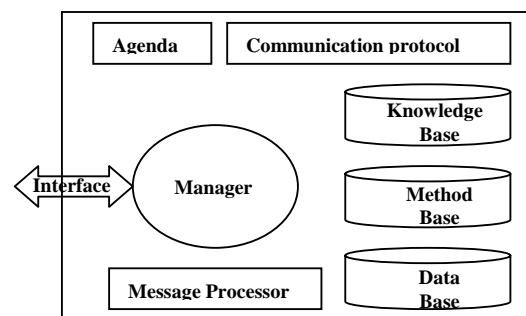 Agenda
Communication protocol
Knowledge
Base
Interface
Manager
Method
Base
Message Processor
Data
Base